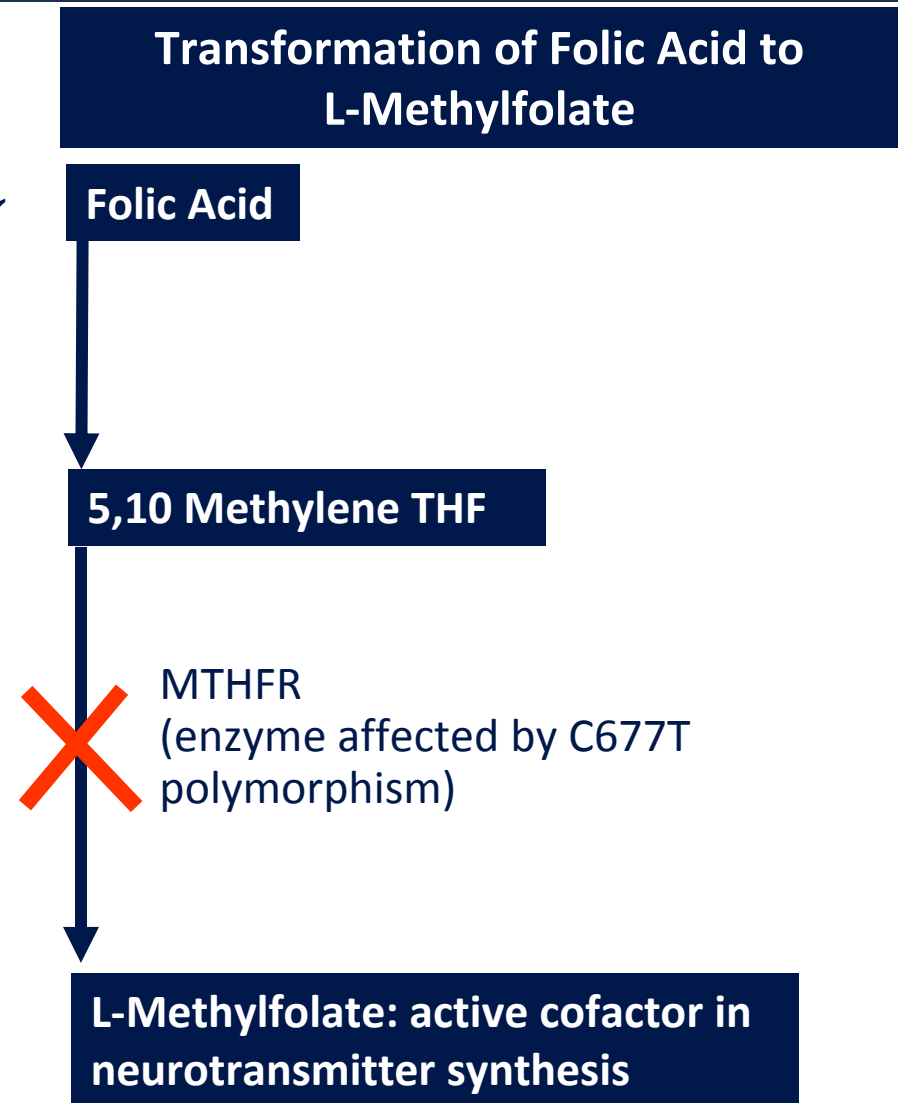 Transformation of Folic Acid to
L-Methylfolate
Folic Acid
5,10 Methylene THF
MTHFR
(enzyme affected by C677T
polymorphism)
L-Methylfolate: active cofactor in
neurotransmitter synthesis